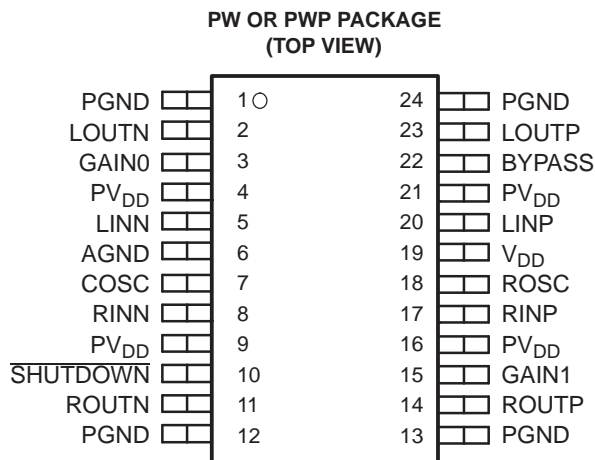 PW OR PWP PACKAGE
(TOP VIEW)
PGND 1 24 PGND
LOUTN 2 23 LOUTP
GAIN0 3 22 BYPASS
PVDD 4 21 PVDD
LINN 5 20 LINP
AGND 6 19 VDD
COSC 7 18 ROSC
RINN 8 17 RINP
PVDD 9 16 PVDD
SHUTDOWN 10 15 GAIN1
ROUTN 11 14 ROUTP
PGND 12 13 PGND